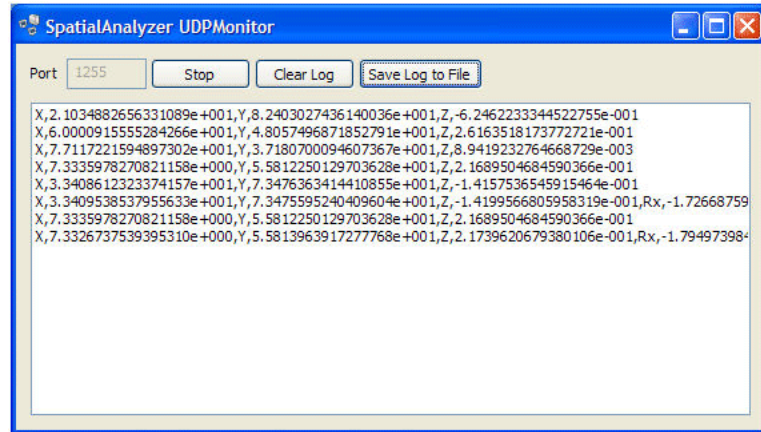 SpatialAnalyzer UDPMonitor
Port 1255 Stop Clear Log Save Log to File
X,2.1034882656331089e+001,Y,8.2403027436140036e+001,Z,-6.2462233344522755e-001
X,6.0000915555284266e+001,Y,4.8057496871852791e+001,Z,2.6163518173772721e-001
X,7.7117221594897302e+001,Y,3.7180700094607367e+001,Z,8.9419232764668729e-003
X,7.3335978270821158e+000,Y,5.5812250129703628e+001,Z,2.1689504684590366e-001
X,3.3408612323374157e+001,Y,7.3476363414410855e+001,Z,-1.4157536545915464e-001
X,3.3409538537955633e+001,Y,7.3475595240409604e+001,Z,-1.4199566805958319e-001,Rx,-1.72668759
X,7.3335978270821158e+000,Y,5.5812250129703628e+001,Z,2.1689504684590366e-001
X,7.3326737539395310e+000,Y,5.5813963917277768e+001,Z,2.1739620679380106e-001,Rx,-1.79497398